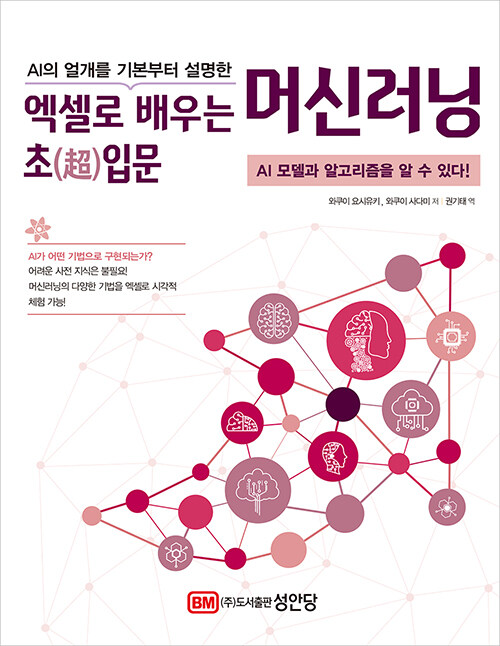 AI의 얼개를 기본부터 설명한
엑셀로 배우는 머신러닝
초(超)입문
AI 모델과 알고리즘을 알 수 있다!
와쿠이 요시유키, 와쿠이 사다미 저 | 권기태 역
AI가 어떤 기법으로 구현되는가?
어려운 사전 지식은 불필요!
머신러닝의 다양한 기법을 엑셀로 시각적
체험 가능!
BM (주)도서출판 성안당